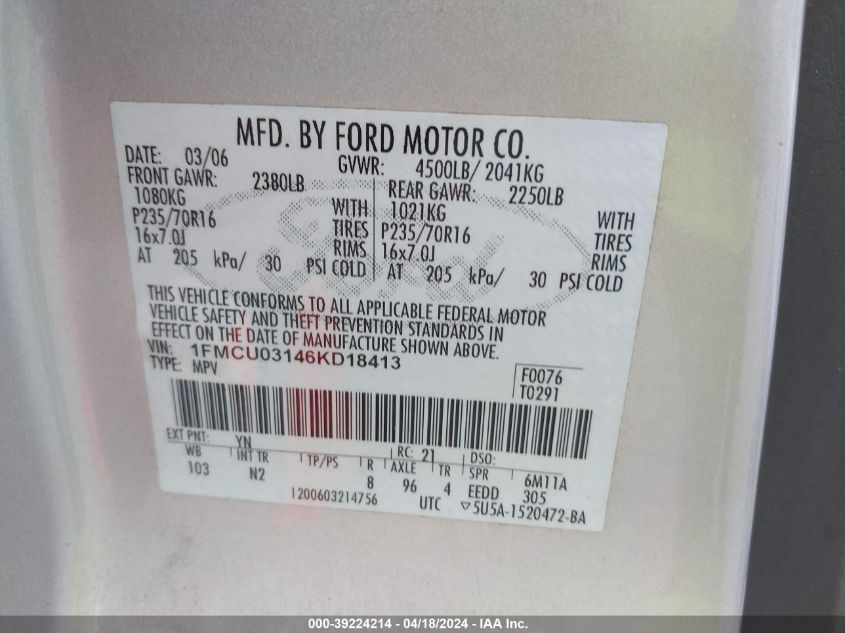 MFD. BY FORD MOTOR CO.
DATE: 03/06 GVWR: 4500LB/ 2041KG
FRONT GAWR: 2380LB REAR GAWR: 2250LB
1080KG WITH 1021KG WITH
P235/70R16 TIRES P235/70R16 TIRES
16x7.0J RIMS 16x7.0J RIMS
AT 205 kPa/ 30 PSI COLD AT 205 kPa/ 30 PSI COLD
Ford
THIS VEHICLE CONFORMS TO ALL APPLICABLE FEDERAL MOTOR
VEHICLE SAFETY AND THEFT PREVENTION STANDARDS IN
EFFECT ON THE DATE OF MANUFACTURE SHOWN ABOVE.
VIN: 1FMCU03146KD18413
TYPE: MPV
F0076
T0291
EXT PNT: YN RC: 21 DSO:
WB INT TR TP/PS R AXLE TR SPR 6M11A
103 N2 8 96 4 EEDD 305
1200603214756 UTC ▽5U5A-1520472-BA
000-39224214 - 04/18/2024 - IAA Inc.